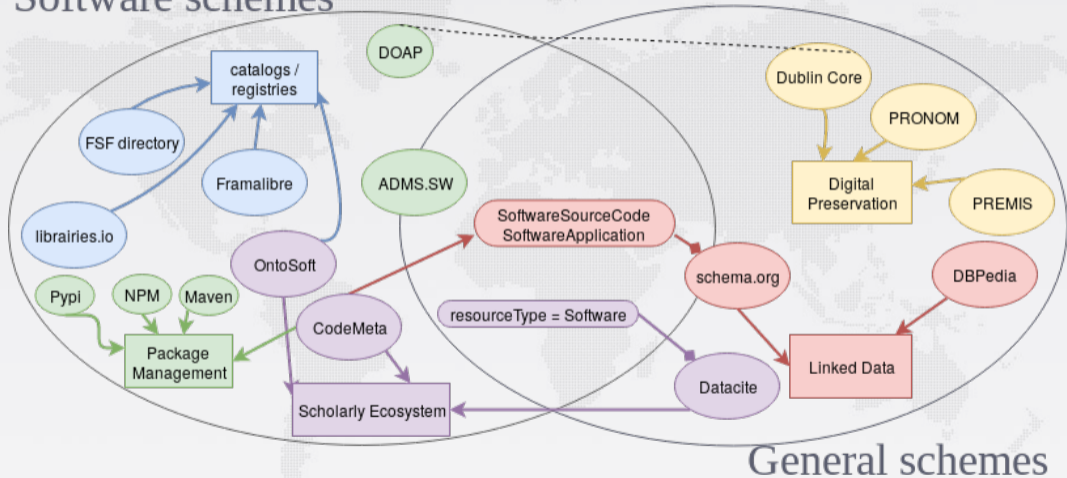 Software schemes
DOAP
catalogs /
registries
Dublin Core
PRONOM
FSF directory
Framalibre
ADMS.SW
Digital
Preservation
PREMIS
librairies.io
SoftwareSourceCode
SoftwareApplication
OntoSoft
schema.org
DBPedia
Pypi
NPM
Maven
CodeMeta
resourceType = Software
Package
Management
Linked Data
Datacite
Scholarly Ecosystem
General schemes